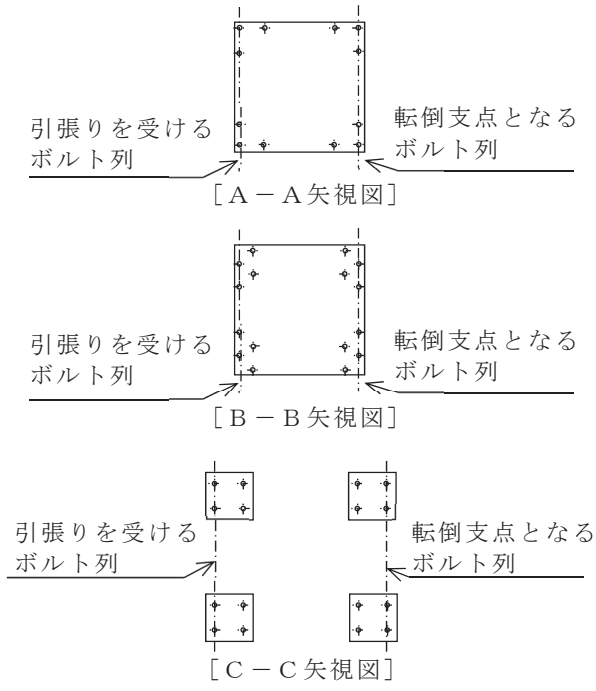 引張りを受ける
ボルト列
転倒支点となる
ボルト列
[A－A矢視図]
引張りを受ける
ボルト列
転倒支点となる
ボルト列
[B－B矢視図]
引張りを受ける
ボルト列
転倒支点となる
ボルト列
[C－C矢視図]